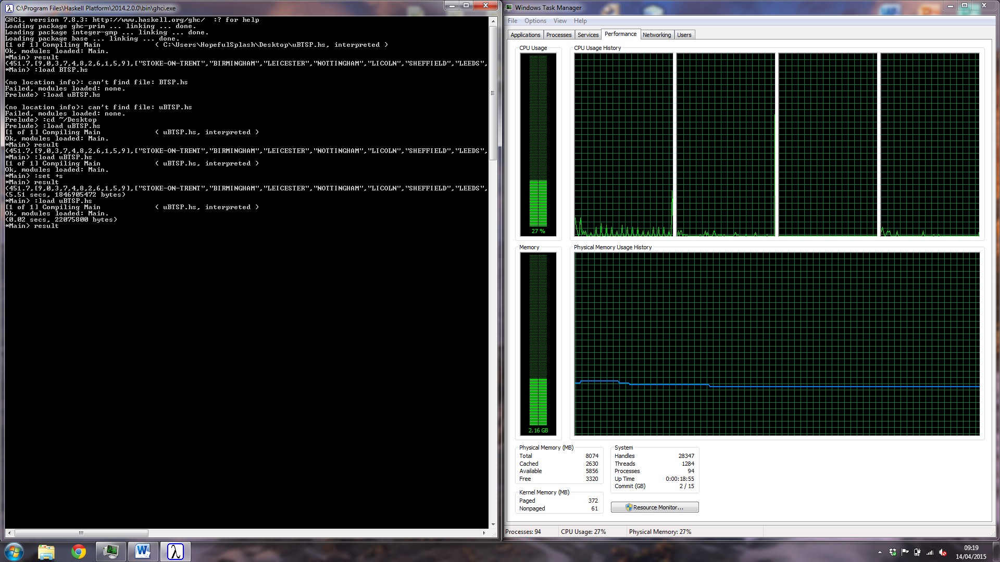 C:\Program Files\Haskell Platform\2014.2.0.0\bin\ghci.exe
GHCi, version 7.8.3: http://www.haskell.org/ghc/  :? for help
Loading package ghc-prim ... linking ... done.
Loading package integer-gmp ... linking ... done.
Loading package base ... linking ... done.
[1 of 1] Compiling Main             ( C:\Users\HopefulSplash\Desktop\uBTSP.hs, interpreted )
Ok, modules loaded: Main.
*Main> result
(451.7,[9,0,3,7,4,8,2,6,1,5,9],["STOKE-ON-TRENT","BIRMINGHAM","LEICESTER","NOTTINGHAM","LICOLN","SHEFFIELD","LEEDS",
*Main> :load BTSP.hs
<no location info>: can't find file: BTSP.hs
Failed, modules loaded: none.
Prelude> :load uBTSP.hs
<no location info>: can't find file: uBTSP.hs
Failed, modules loaded: none.
Prelude> :cd ~/Desktop
Prelude> :load uBTSP.hs
[1 of 1] Compiling Main             ( uBTSP.hs, interpreted )
Ok, modules loaded: Main.
*Main> result
(451.7,[9,0,3,7,4,8,2,6,1,5,9],["STOKE-ON-TRENT","BIRMINGHAM","LEICESTER","NOTTINGHAM","LICOLN","SHEFFIELD","LEEDS",
*Main> :load uBTSP.hs
[1 of 1] Compiling Main             ( uBTSP.hs, interpreted )
Ok, modules loaded: Main.
*Main> :set +s
*Main> result
(451.7,[9,0,3,7,4,8,2,6,1,5,9],["STOKE-ON-TRENT","BIRMINGHAM","LEICESTER","NOTTINGHAM","LICOLN","SHEFFIELD","LEEDS",
(5.51 secs, 1846905472 bytes)
*Main> :load uBTSP.hs
[1 of 1] Compiling Main             ( uBTSP.hs, interpreted )
Ok, modules loaded: Main.
(0.02 secs, 22075800 bytes)
*Main> result
Windows Task Manager
File Options View Help
Applications Processes Services Performance Networking Users
CPU Usage
CPU Usage History
27 %
Memory
Physical Memory Usage History
2.16 GB
Physical Memory (MB)
Total 8074
Cached 2630
Available 5856
Free 3320
Kernel Memory (MB)
Paged 372
Nonpaged 61
System
Handles 28347
Threads 1284
Processes 94
Up Time 0:00:18:55
Commit (GB) 2 / 15
Resource Monitor...
Processes: 94 CPU Usage: 27% Physical Memory: 27%
09:19
14/04/2015